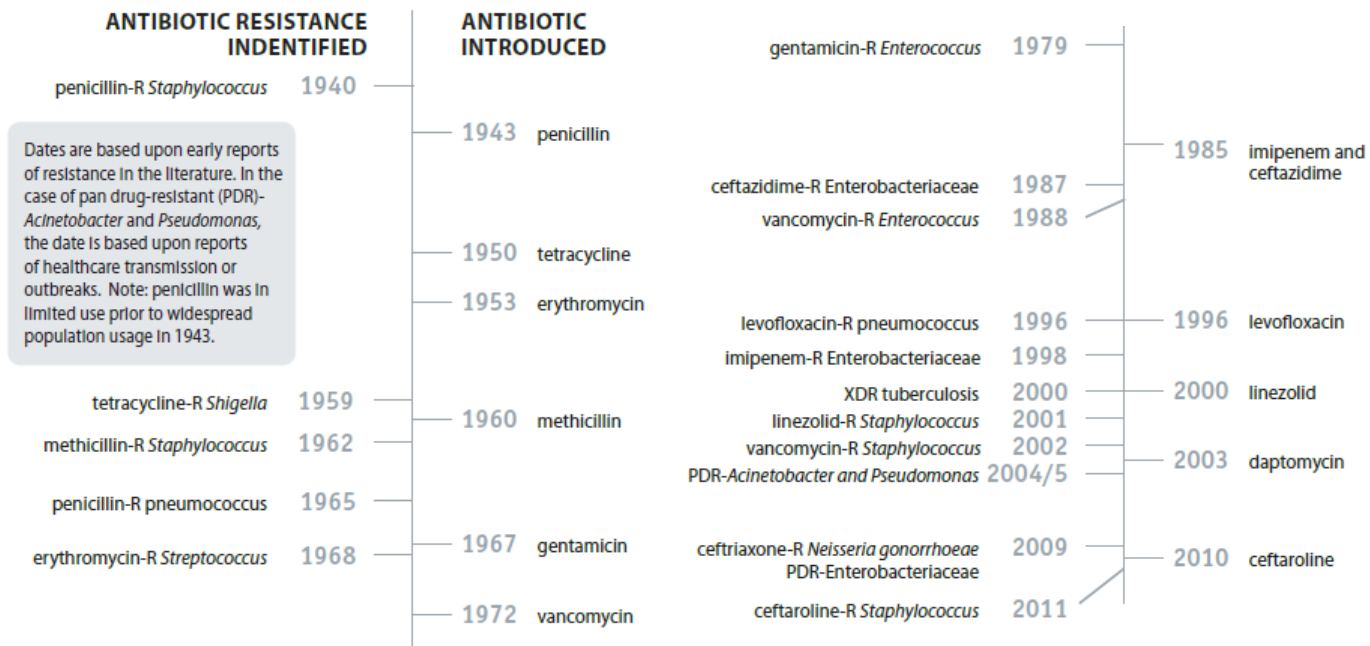 ANTIBIOTIC RESISTANCE
INDENTIFIED
ANTIBIOTIC
INTRODUCED
penicillin-R Staphylococcus 1940
Dates are based upon early reports
of resistance in the literature. In the
case of pan drug-resistant (PDR)-
Acinetobacter and Pseudomonas,
the date is based upon reports
of healthcare transmission or
outbreaks. Note: penicillin was in
limited use prior to widespread
population usage in 1943.
1943 penicillin
1950 tetracycline
1953 erythromycin
tetracycline-R Shigella 1959
1960 methicillin
methicillin-R Staphylococcus 1962
penicillin-R pneumococcus 1965
1967 gentamicin
erythromycin-R Streptococcus 1968
1972 vancomycin
gentamicin-R Enterococcus 1979
1985 imipenem and
ceftazidime
ceftazidime-R Enterobacteriaceae 1987
vancomycin-R Enterococcus 1988
levofloxacin-R pneumococcus 1996
1996 levofloxacin
imipenem-R Enterobacteriaceae 1998
XDR tuberculosis 2000
2000 linezolid
linezolid-R Staphylococcus 2001
vancomycin-R Staphylococcus 2002
2003 daptomycin
PDR-Acinetobacter and Pseudomonas 2004/5
ceftriaxone-R Neisseria gonorrhoeae 2009
PDR-Enterobacteriaceae
2010 ceftaroline
ceftaroline-R Staphylococcus 2011